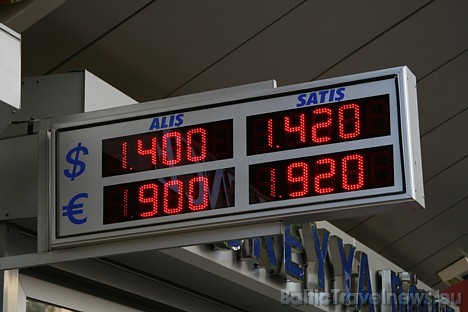 ALIS SATIS
$ 1.400 1.420
€ 1.900 1.920
BalticTravelnews.eu